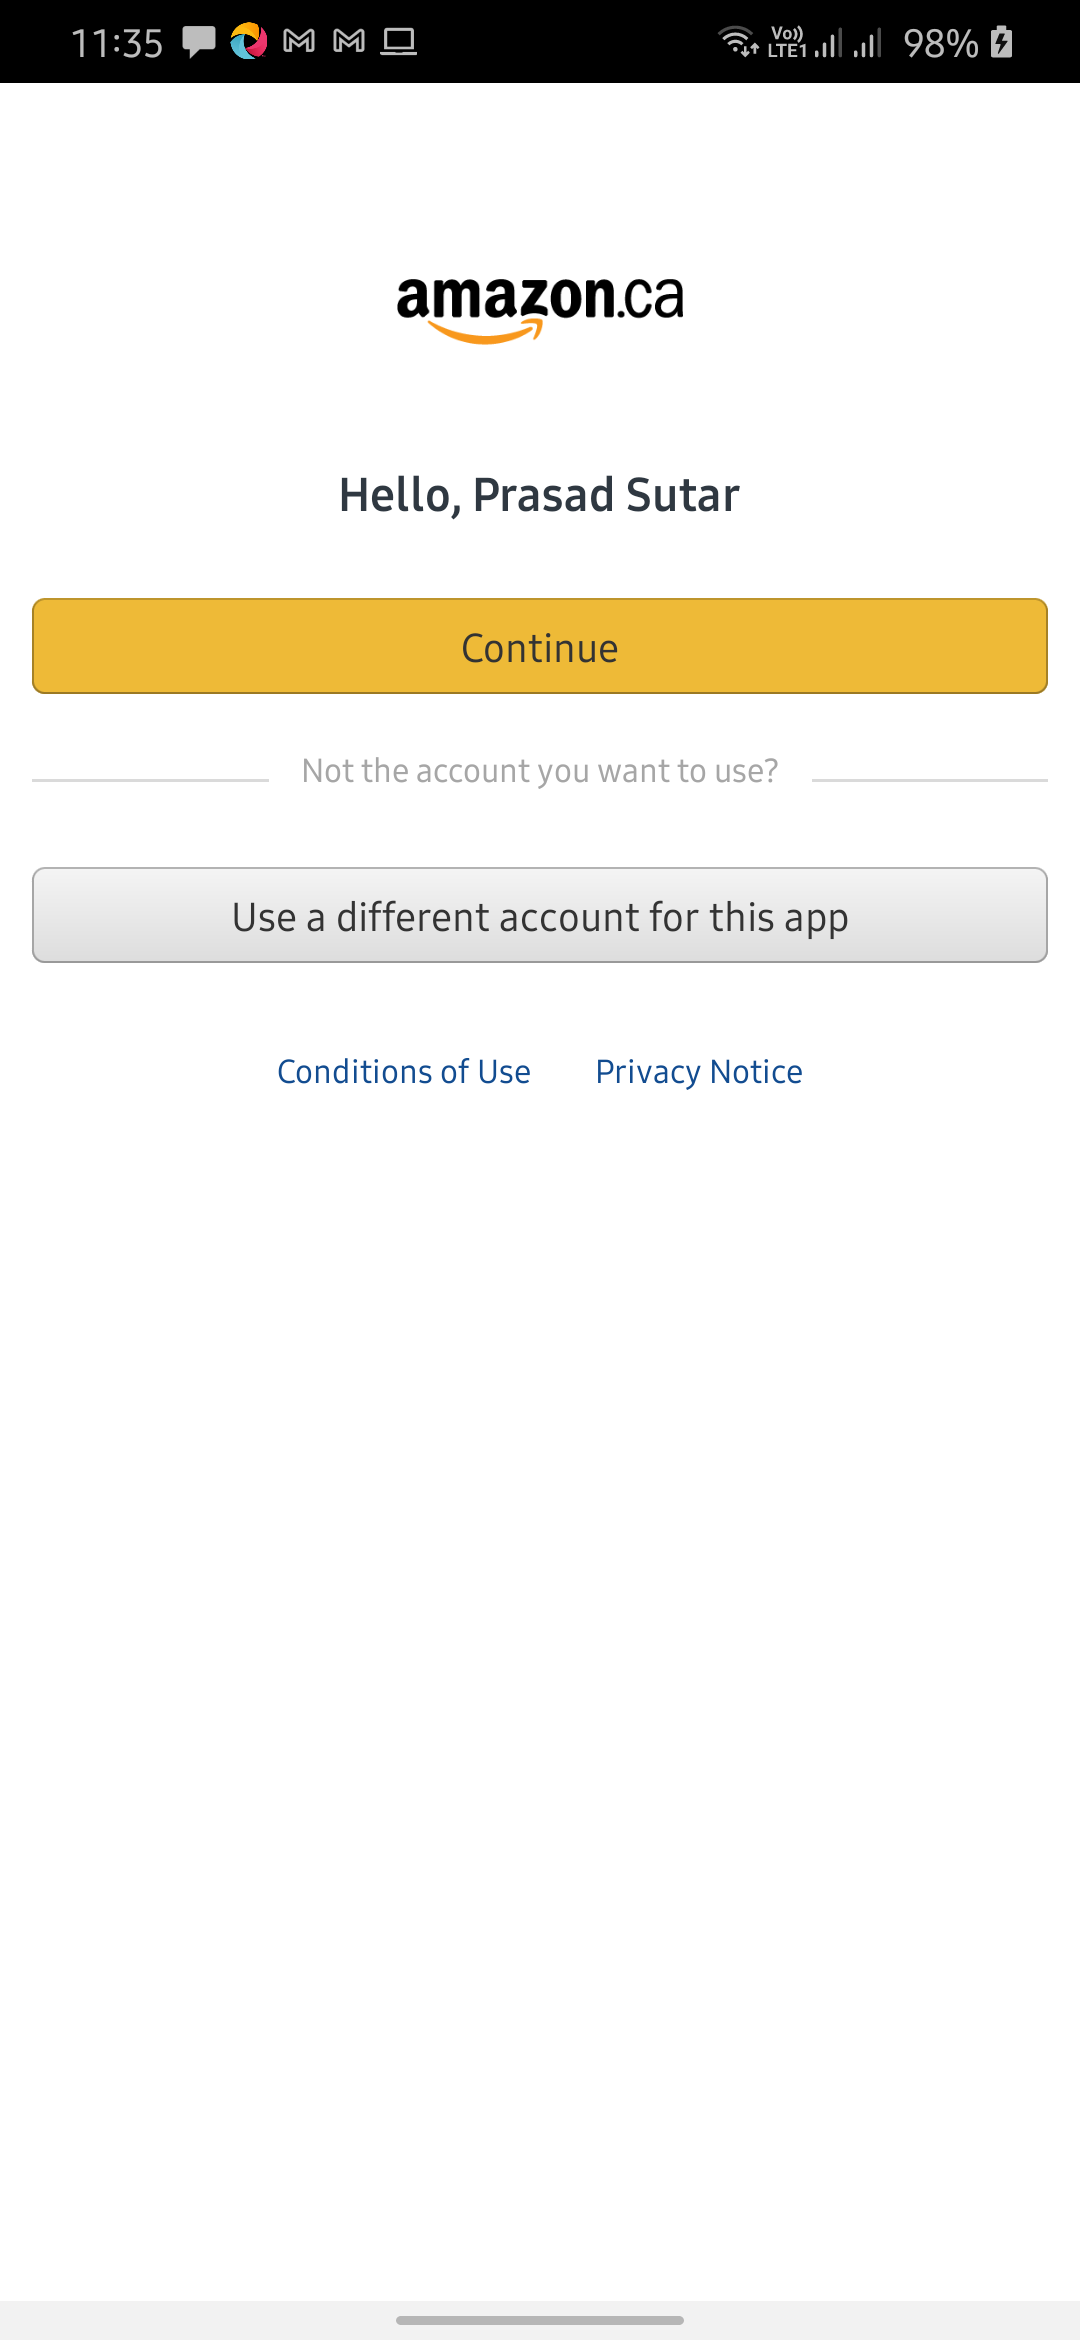 11:35 Vo)) LTE1 98%
amazon.ca
Hello, Prasad Sutar
Continue
Not the account you want to use?
Use a different account for this app
Conditions of Use Privacy Notice